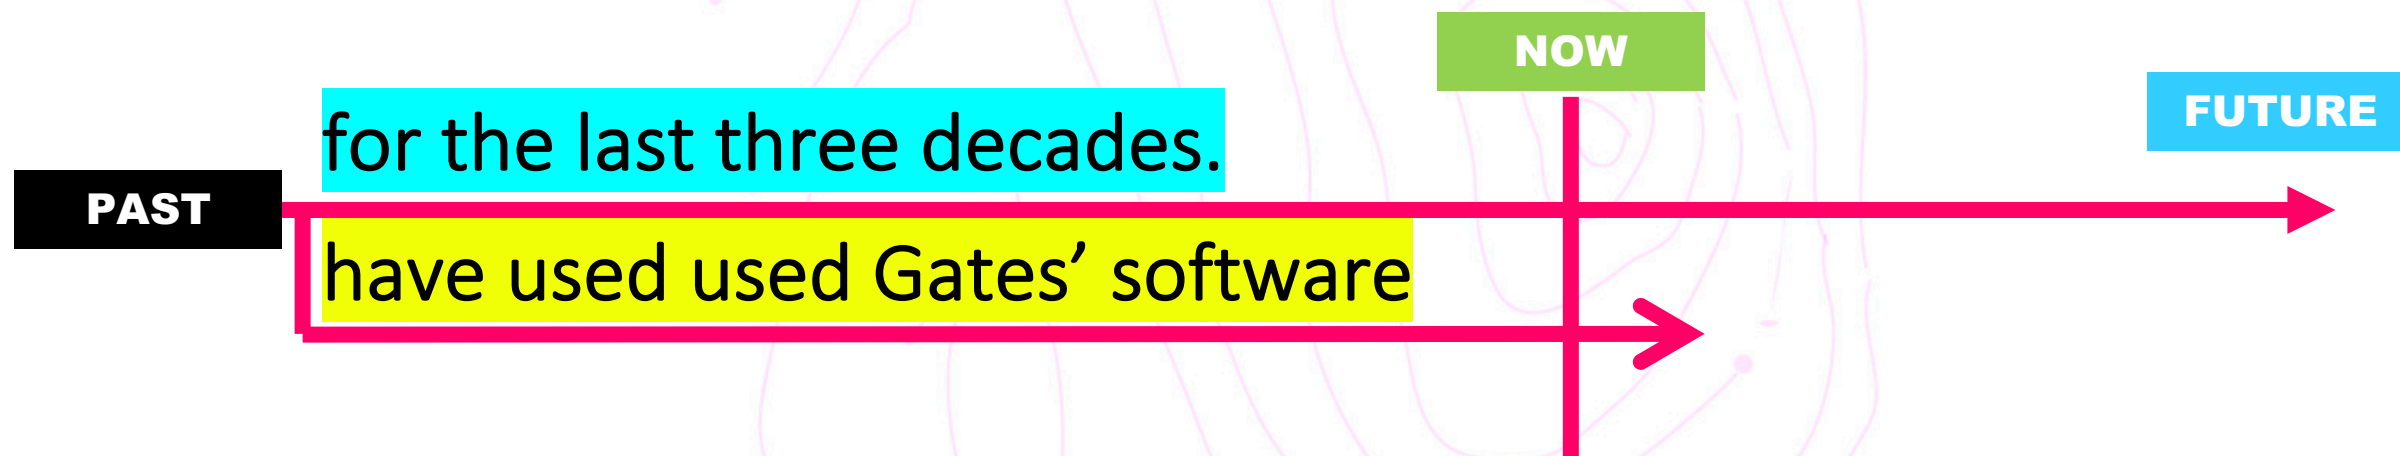 NOW
FUTURE
for the last three decades.
PAST
have used used Gates’ software